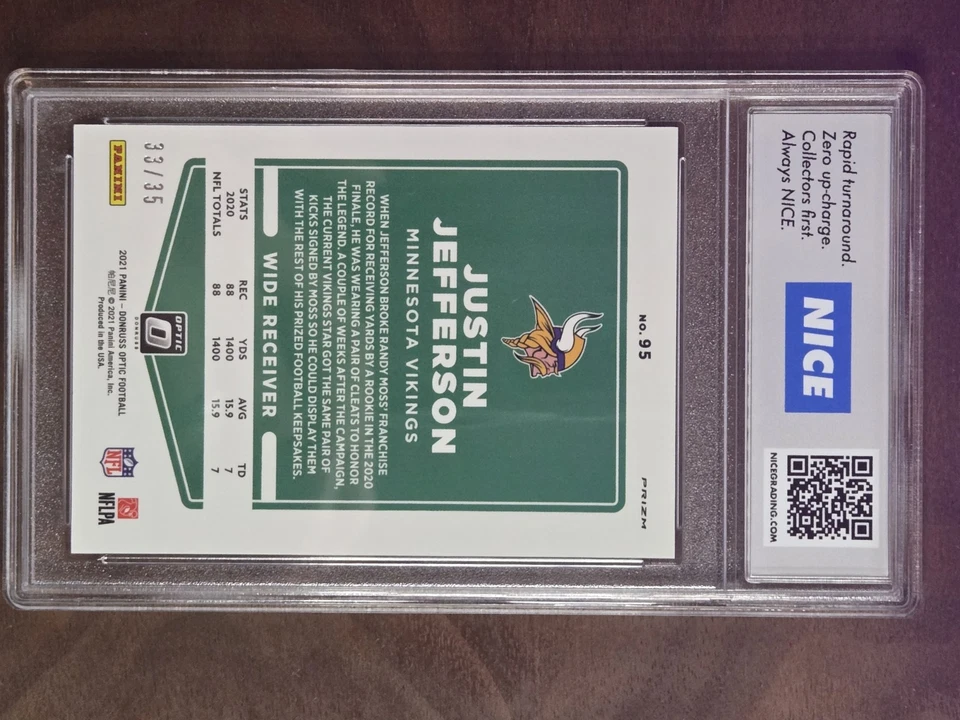 Rapid turnaround.
Zero up-charge.
Collectors first.
Always NICE.
NICE
NICEGRADING.COM
NO. 95
PRIZM
JUSTIN
JEFFERSON
MINNESOTA VIKINGS
WHEN JEFFERSON BROKE RANDY MOSS' FRANCHISE
RECORD FOR RECEIVING YARDS BY A ROOKIE IN THE 2020
FINALE, HE WAS WEARING A PAIR OF CLEATS TO HONOR
THE LEGEND. A COUPLE OF WEEKS AFTER THE CAMPAIGN,
THE CURRENT VIKINGS STAR GOT THE SAME PAIR OF
KICKS SIGNED BY MOSS SO HE COULD DISPLAY THEM
WITH THE REST OF HIS PRIZED FOOTBALL KEEPSAKES.
WIDE RECEIVER
STATS REC YDS AVG TD
2020 88 1400 15.9 7
NFL TOTALS 88 1400 15.9 7
OPTIC
DONRUSS
33/35
PANINI
2021 PANINI – DONRUSS OPTIC FOOTBALL
帕尼尼 © 2021 Panini America, Inc.
Produced in the USA.
NFL
NFLPA